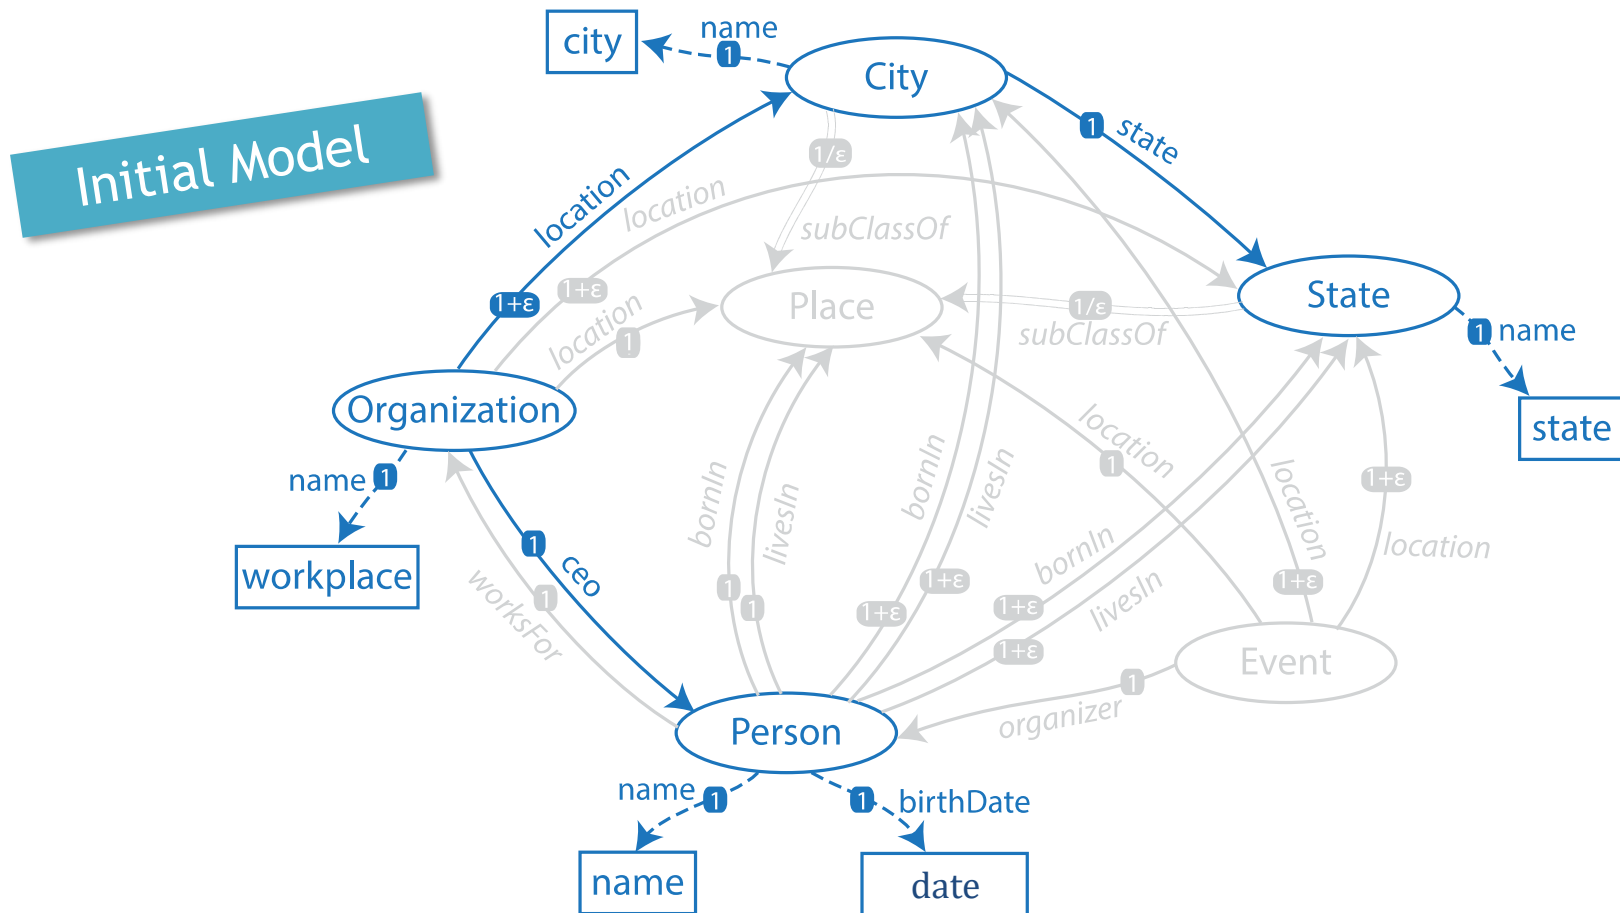 name
city
1
City
Initial Model
1
state
1/ε
location
location
subClassOf
1+ε
1+ε
Place
1/ε
State
location
1
subClassOf
1
name
Organization
location
state
name
1
bornIn
livesIn
bornIn
livesIn
1
location
1+ε
workplace
1
ceo
worksFor
1
1
1
1+ε
1+ε
bornIn
livesIn
1+ε
1+ε
1+ε
location
Event
1
organizer
Person
name
1
1
birthDate
name
date